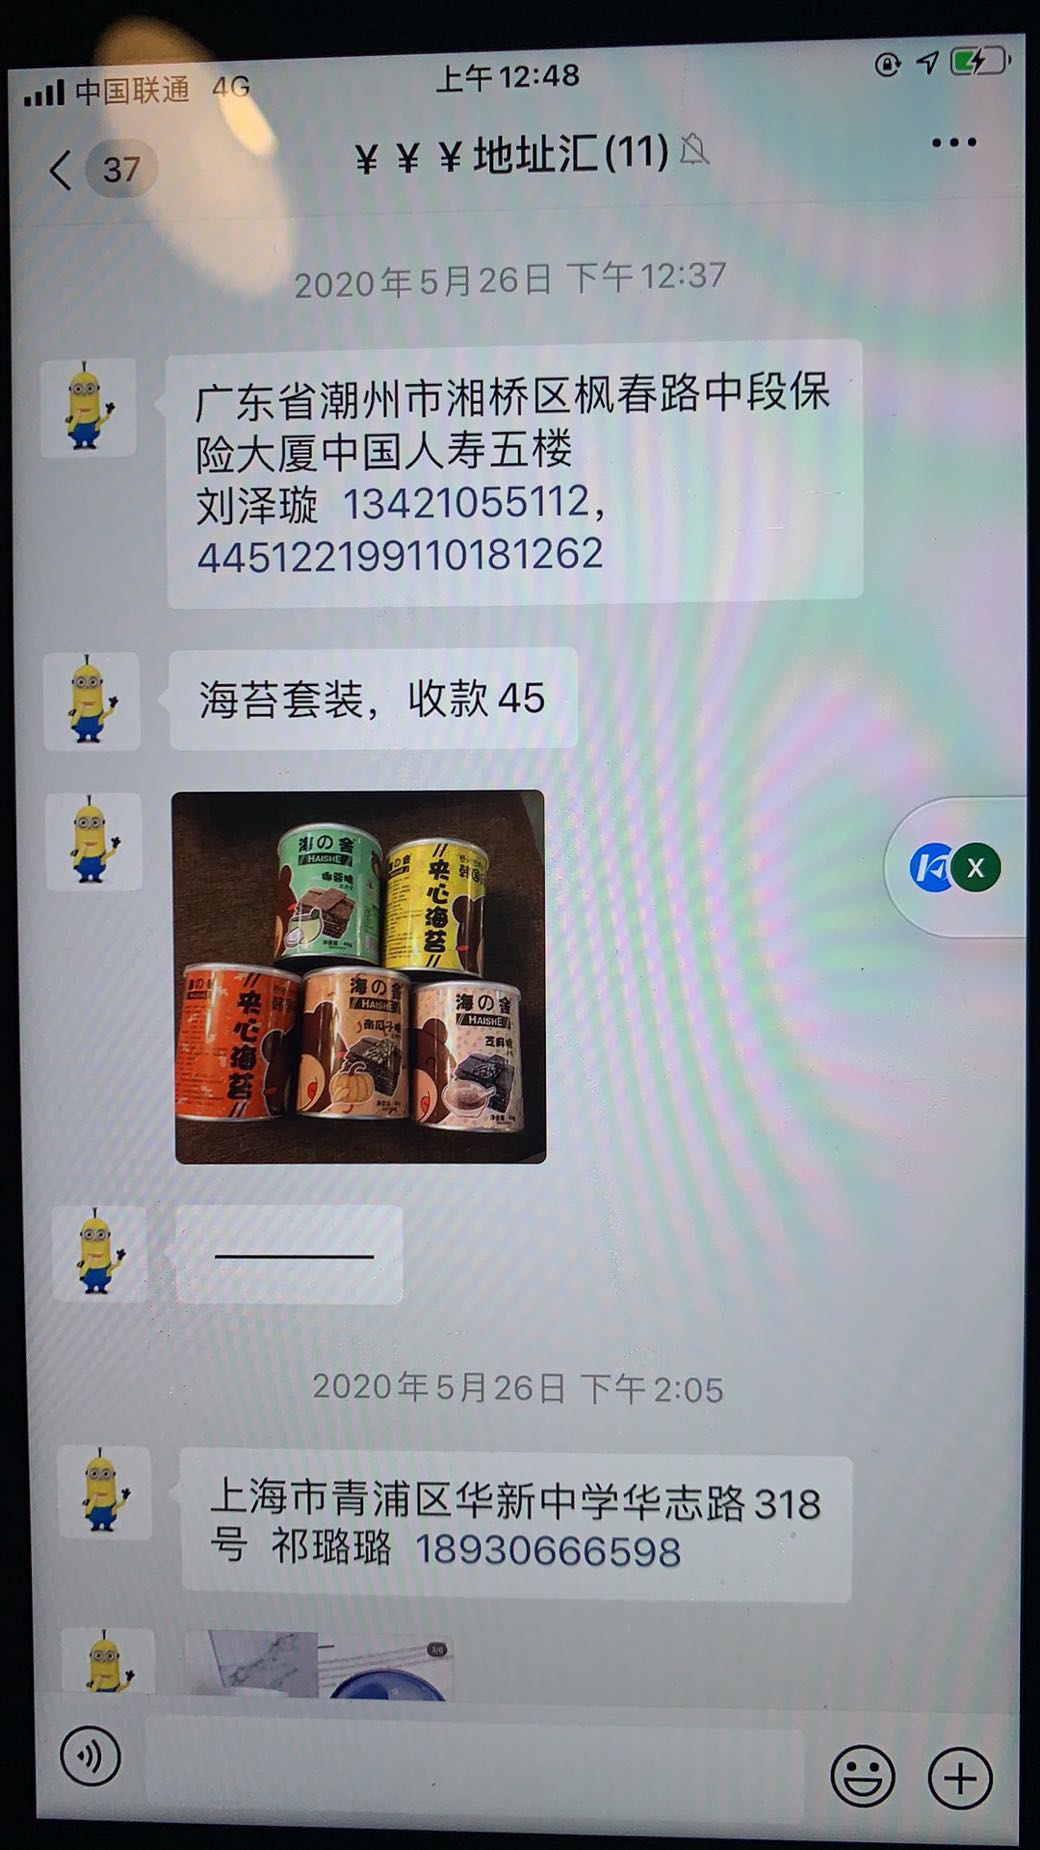 中国联通 4G
上午12:48
37
¥ ¥ ¥地址汇(11)
2020年5月26日 下午12:37
广东省潮州市湘桥区枫春路中段保
险大厦中国人寿五楼
刘泽璇 13421055112，
445122199110181262
海苔套装，收款45
海の舍
HAISHE
夹心海苔
夹心海苔
海の舍
HAISHE
南瓜子
海の舍
HAISHE
芝麻
X
2020年5月26日 下午2:05
上海市青浦区华新中学华志路318
号 祁璐璐 18930666598
3/6